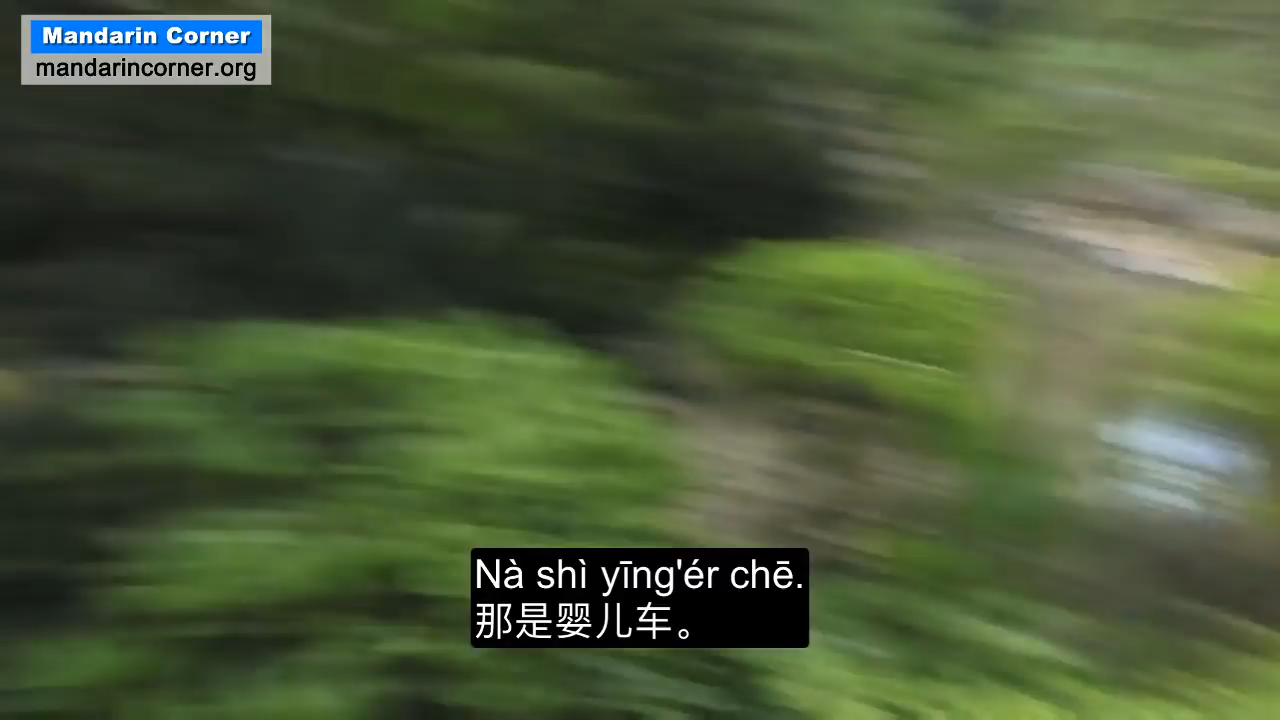 Mandarin Corner
mandarincorner.org
Nà shì yīng'ér chē.
那是婴儿车。